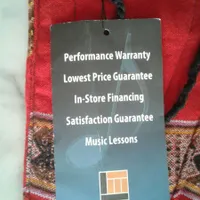 Performance Warranty
Lowest Price Guarantee
In-Store Financing
Satisfaction Guarantee
Music Lessons